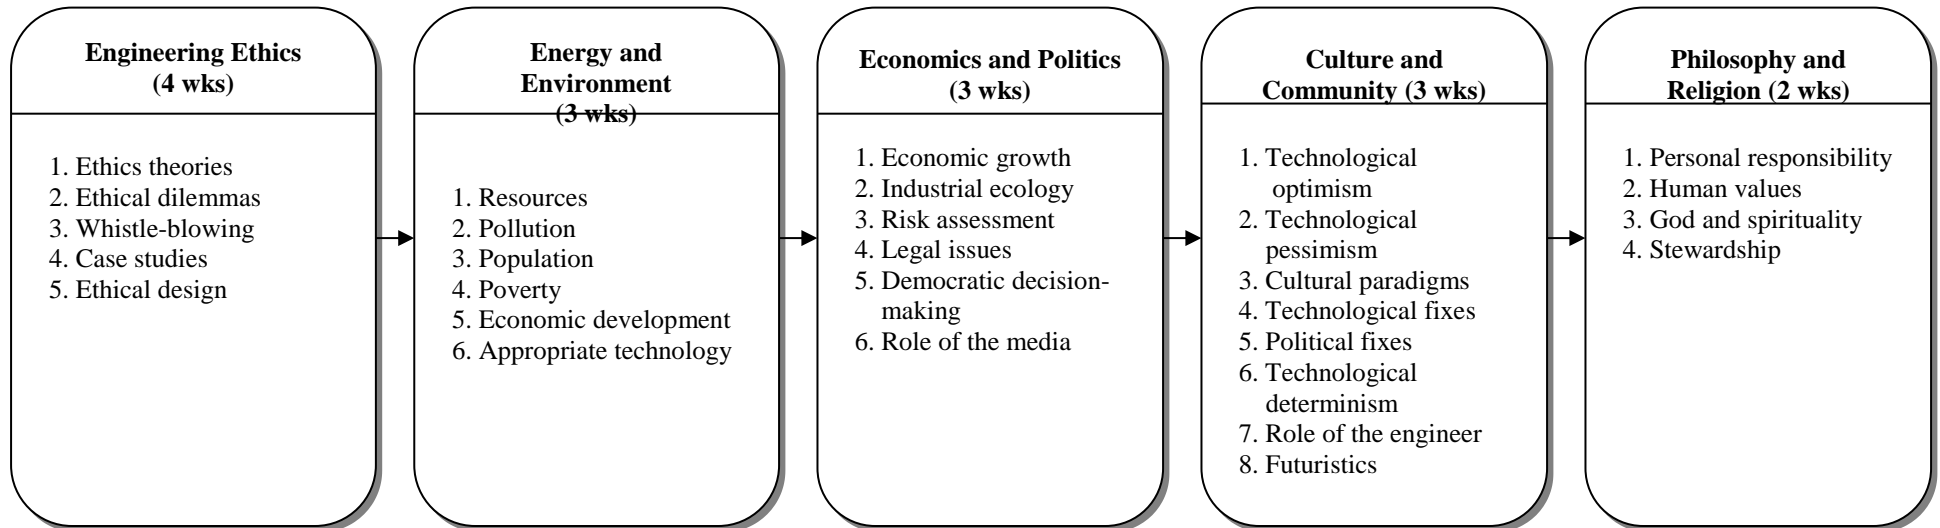 Engineering Ethics
(4 wks)
1. Ethics theories
2. Ethical dilemmas
3. Whistle-blowing
4. Case studies
5. Ethical design
Energy and
Environment
(3 wks)
1. Resources
2. Pollution
3. Population
4. Poverty
5. Economic development
6. Appropriate technology
Economics and Politics
(3 wks)
1. Economic growth
2. Industrial ecology
3. Risk assessment
4. Legal issues
5. Democratic decision-
making
6. Role of the media
Culture and
Community (3 wks)
1. Technological
optimism
2. Technological
pessimism
3. Cultural paradigms
4. Technological fixes
5. Political fixes
6. Technological
determinism
7. Role of the engineer
8. Futuristics
Philosophy and
Religion (2 wks)
1. Personal responsibility
2. Human values
3. God and spirituality
4. Stewardship